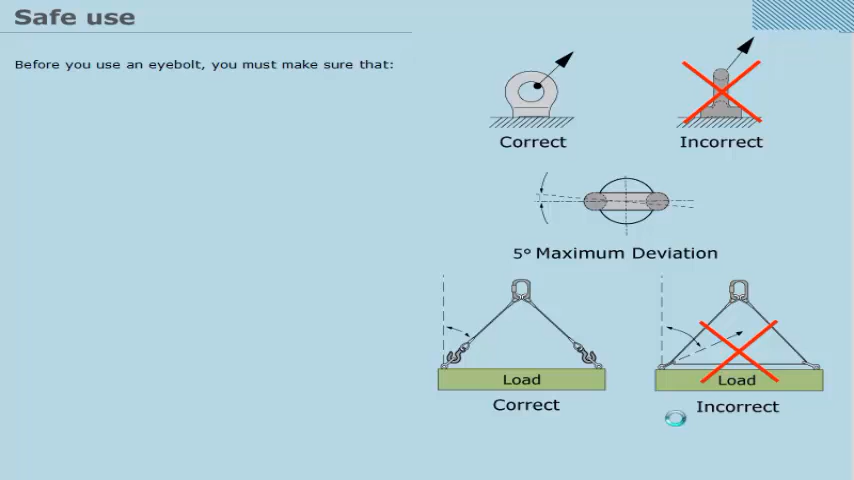 Safe use
Before you use an eyebolt, you must make sure that:
Correct
Incorrect
5° Maximum Deviation
Load
Load
Correct
Incorrect